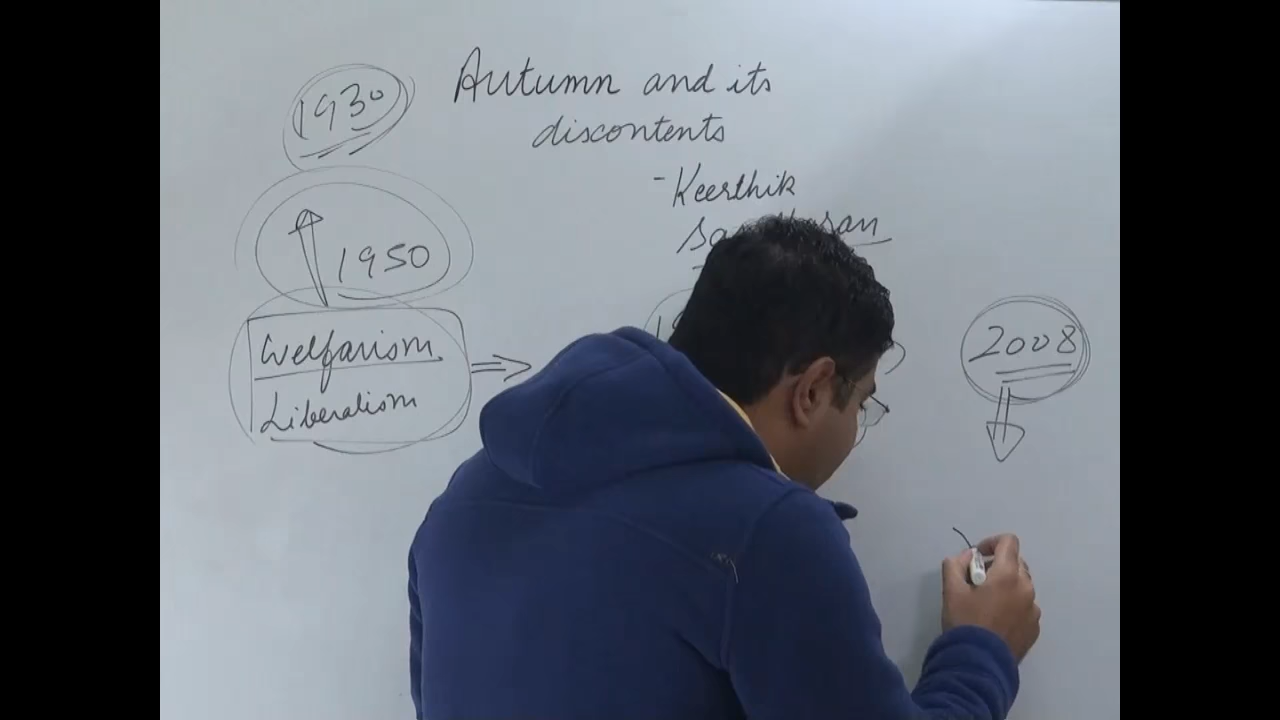 1930
Autumn and its
discontents
- Keerthik
1950
2008
Welfarism
Liberalism